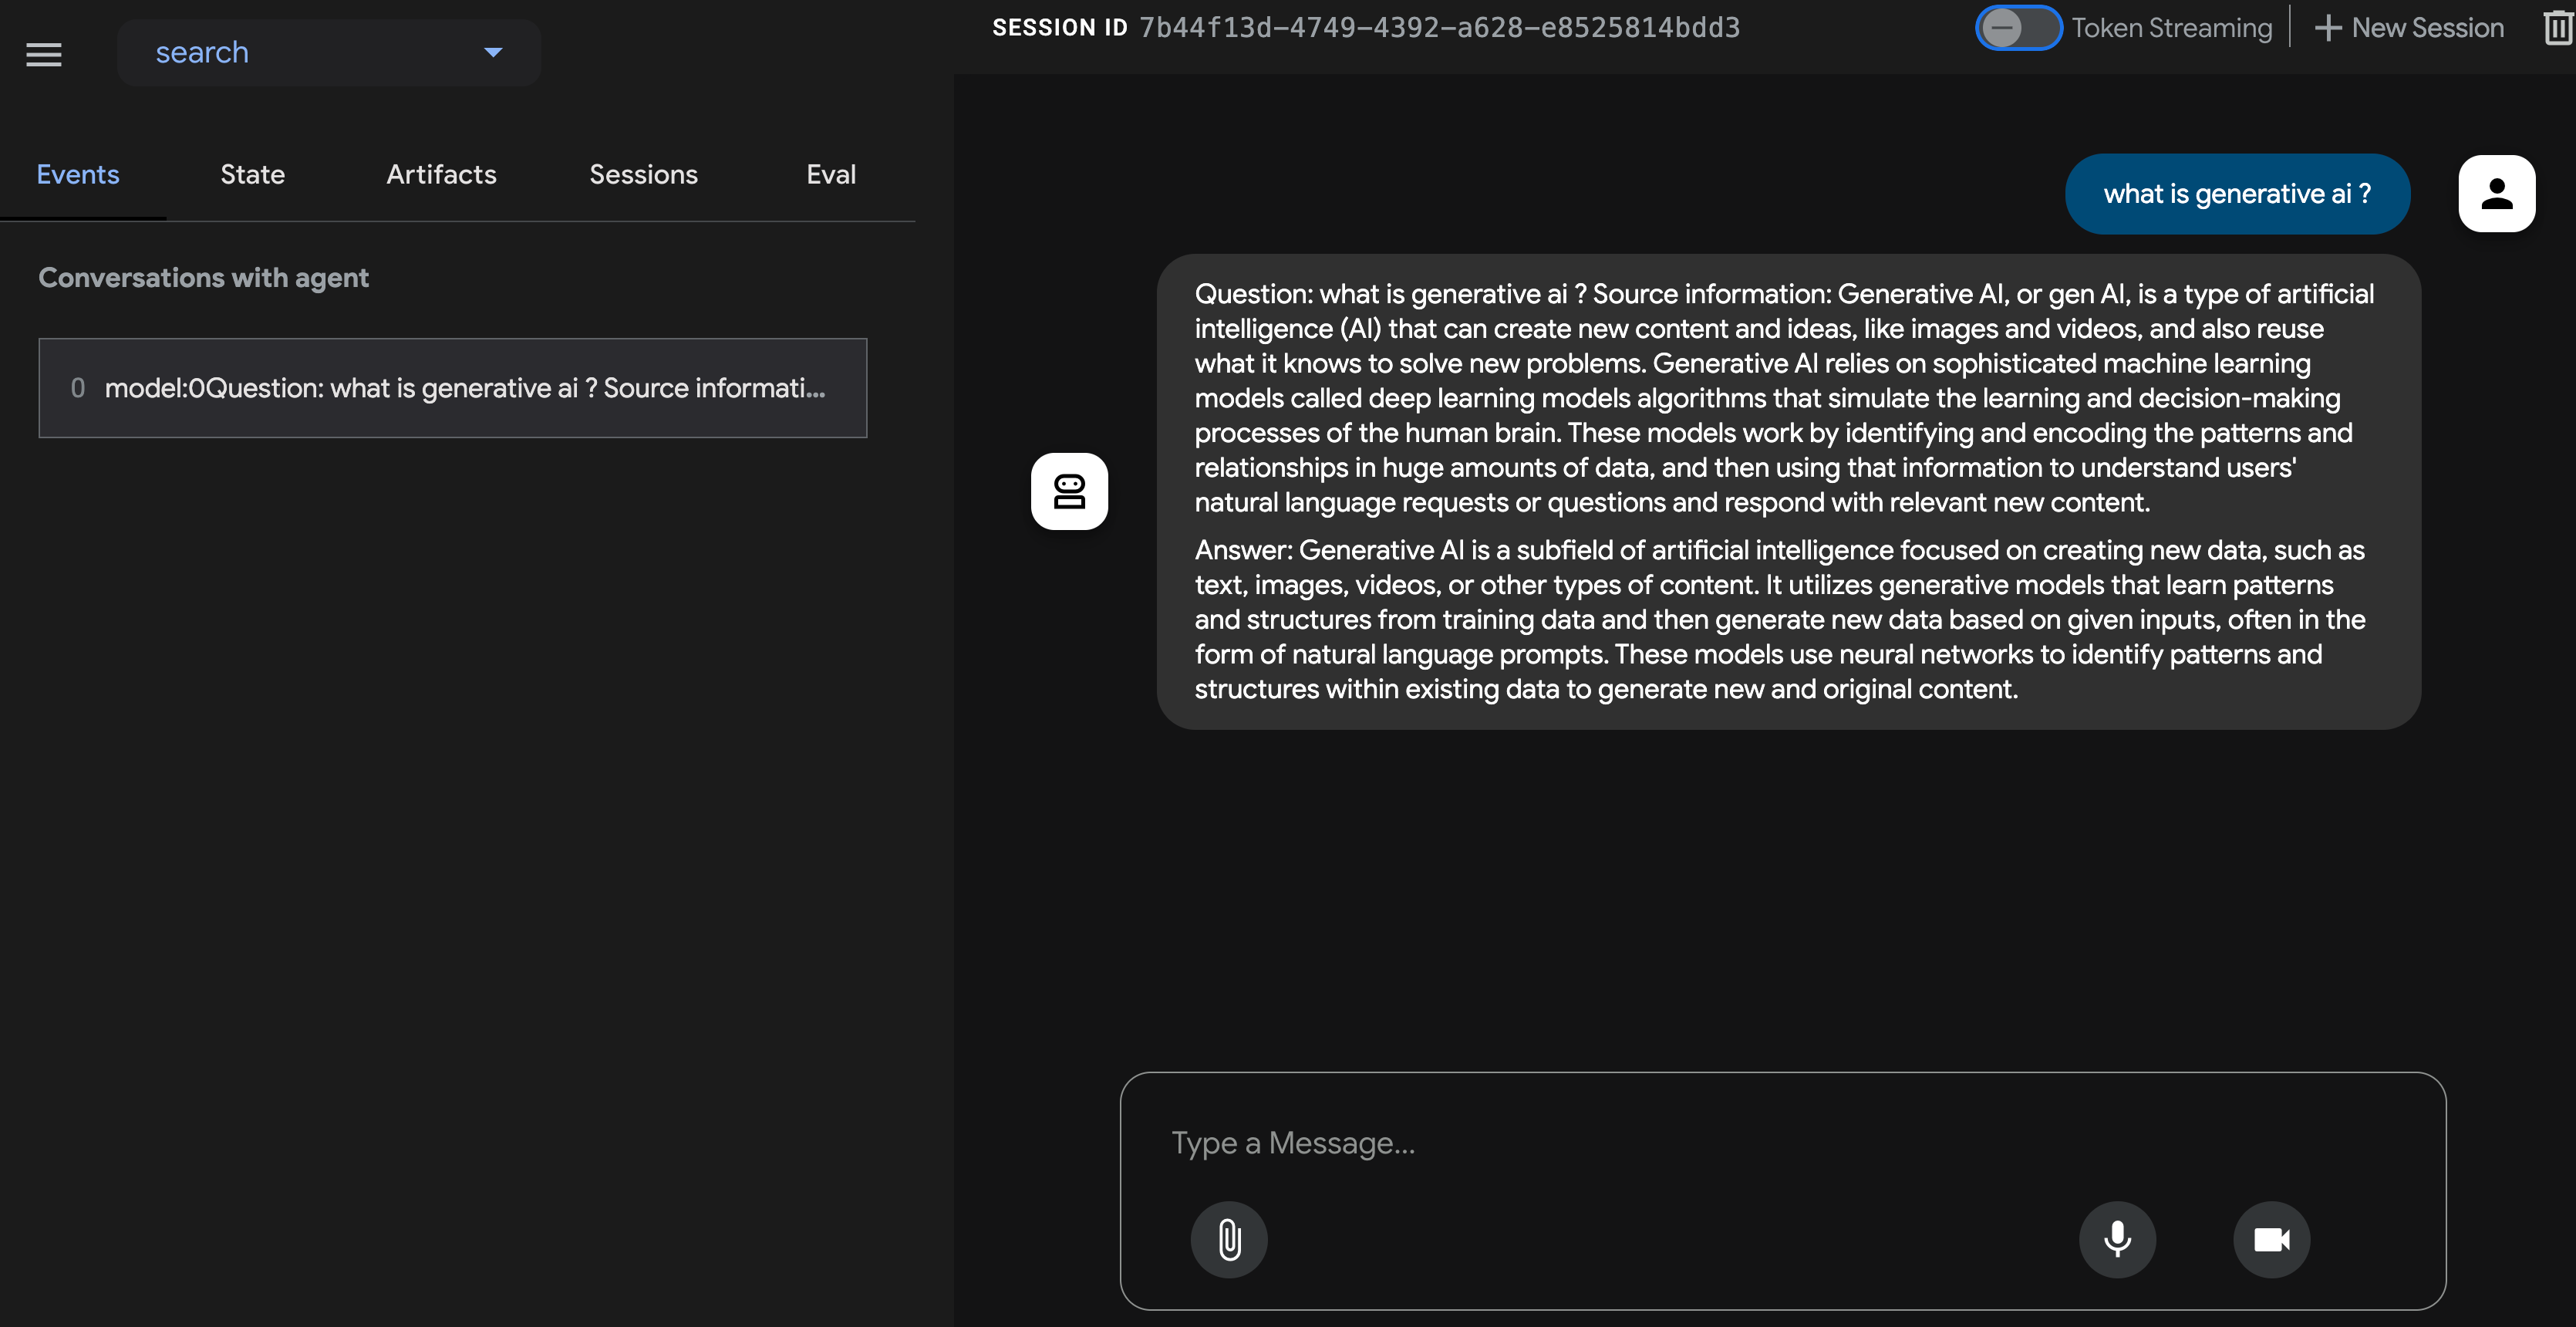 search
SESSION ID 7b44f13d-4749-4392-a628-e8525814bdd3
Token Streaming
New Session
Events State Artifacts Sessions Eval
Conversations with agent
0 model:0Question: what is generative ai ? Source informati...
what is generative ai ?
Question: what is generative ai ? Source information: Generative AI, or gen AI, is a type of artificial
intelligence (AI) that can create new content and ideas, like images and videos, and also reuse
what it knows to solve new problems. Generative AI relies on sophisticated machine learning
models called deep learning models algorithms that simulate the learning and decision-making
processes of the human brain. These models work by identifying and encoding the patterns and
relationships in huge amounts of data, and then using that information to understand users'
natural language requests or questions and respond with relevant new content.
Answer: Generative AI is a subfield of artificial intelligence focused on creating new data, such as
text, images, videos, or other types of content. It utilizes generative models that learn patterns
and structures from training data and then generate new data based on given inputs, often in the
form of natural language prompts. These models use neural networks to identify patterns and
structures within existing data to generate new and original content.
Type a Message...